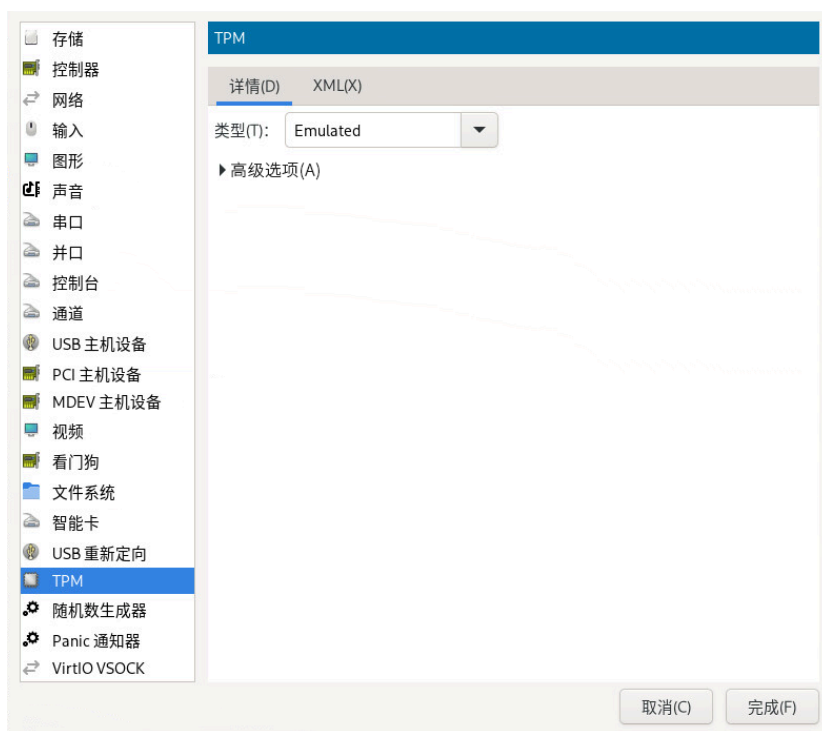 存储
控制器
网络
输入
图形
声音
串口
并口
控制台
通道
USB 主机设备
PCI 主机设备
MDEV 主机设备
视频
看门狗
文件系统
智能卡
USB 重新定向
TPM
随机数生成器
Panic 通知器
VirtIO VSOCK
TPM
详情(D) XML(X)
类型(T): Emulated
高级选项(A)
取消(C) 完成(F)